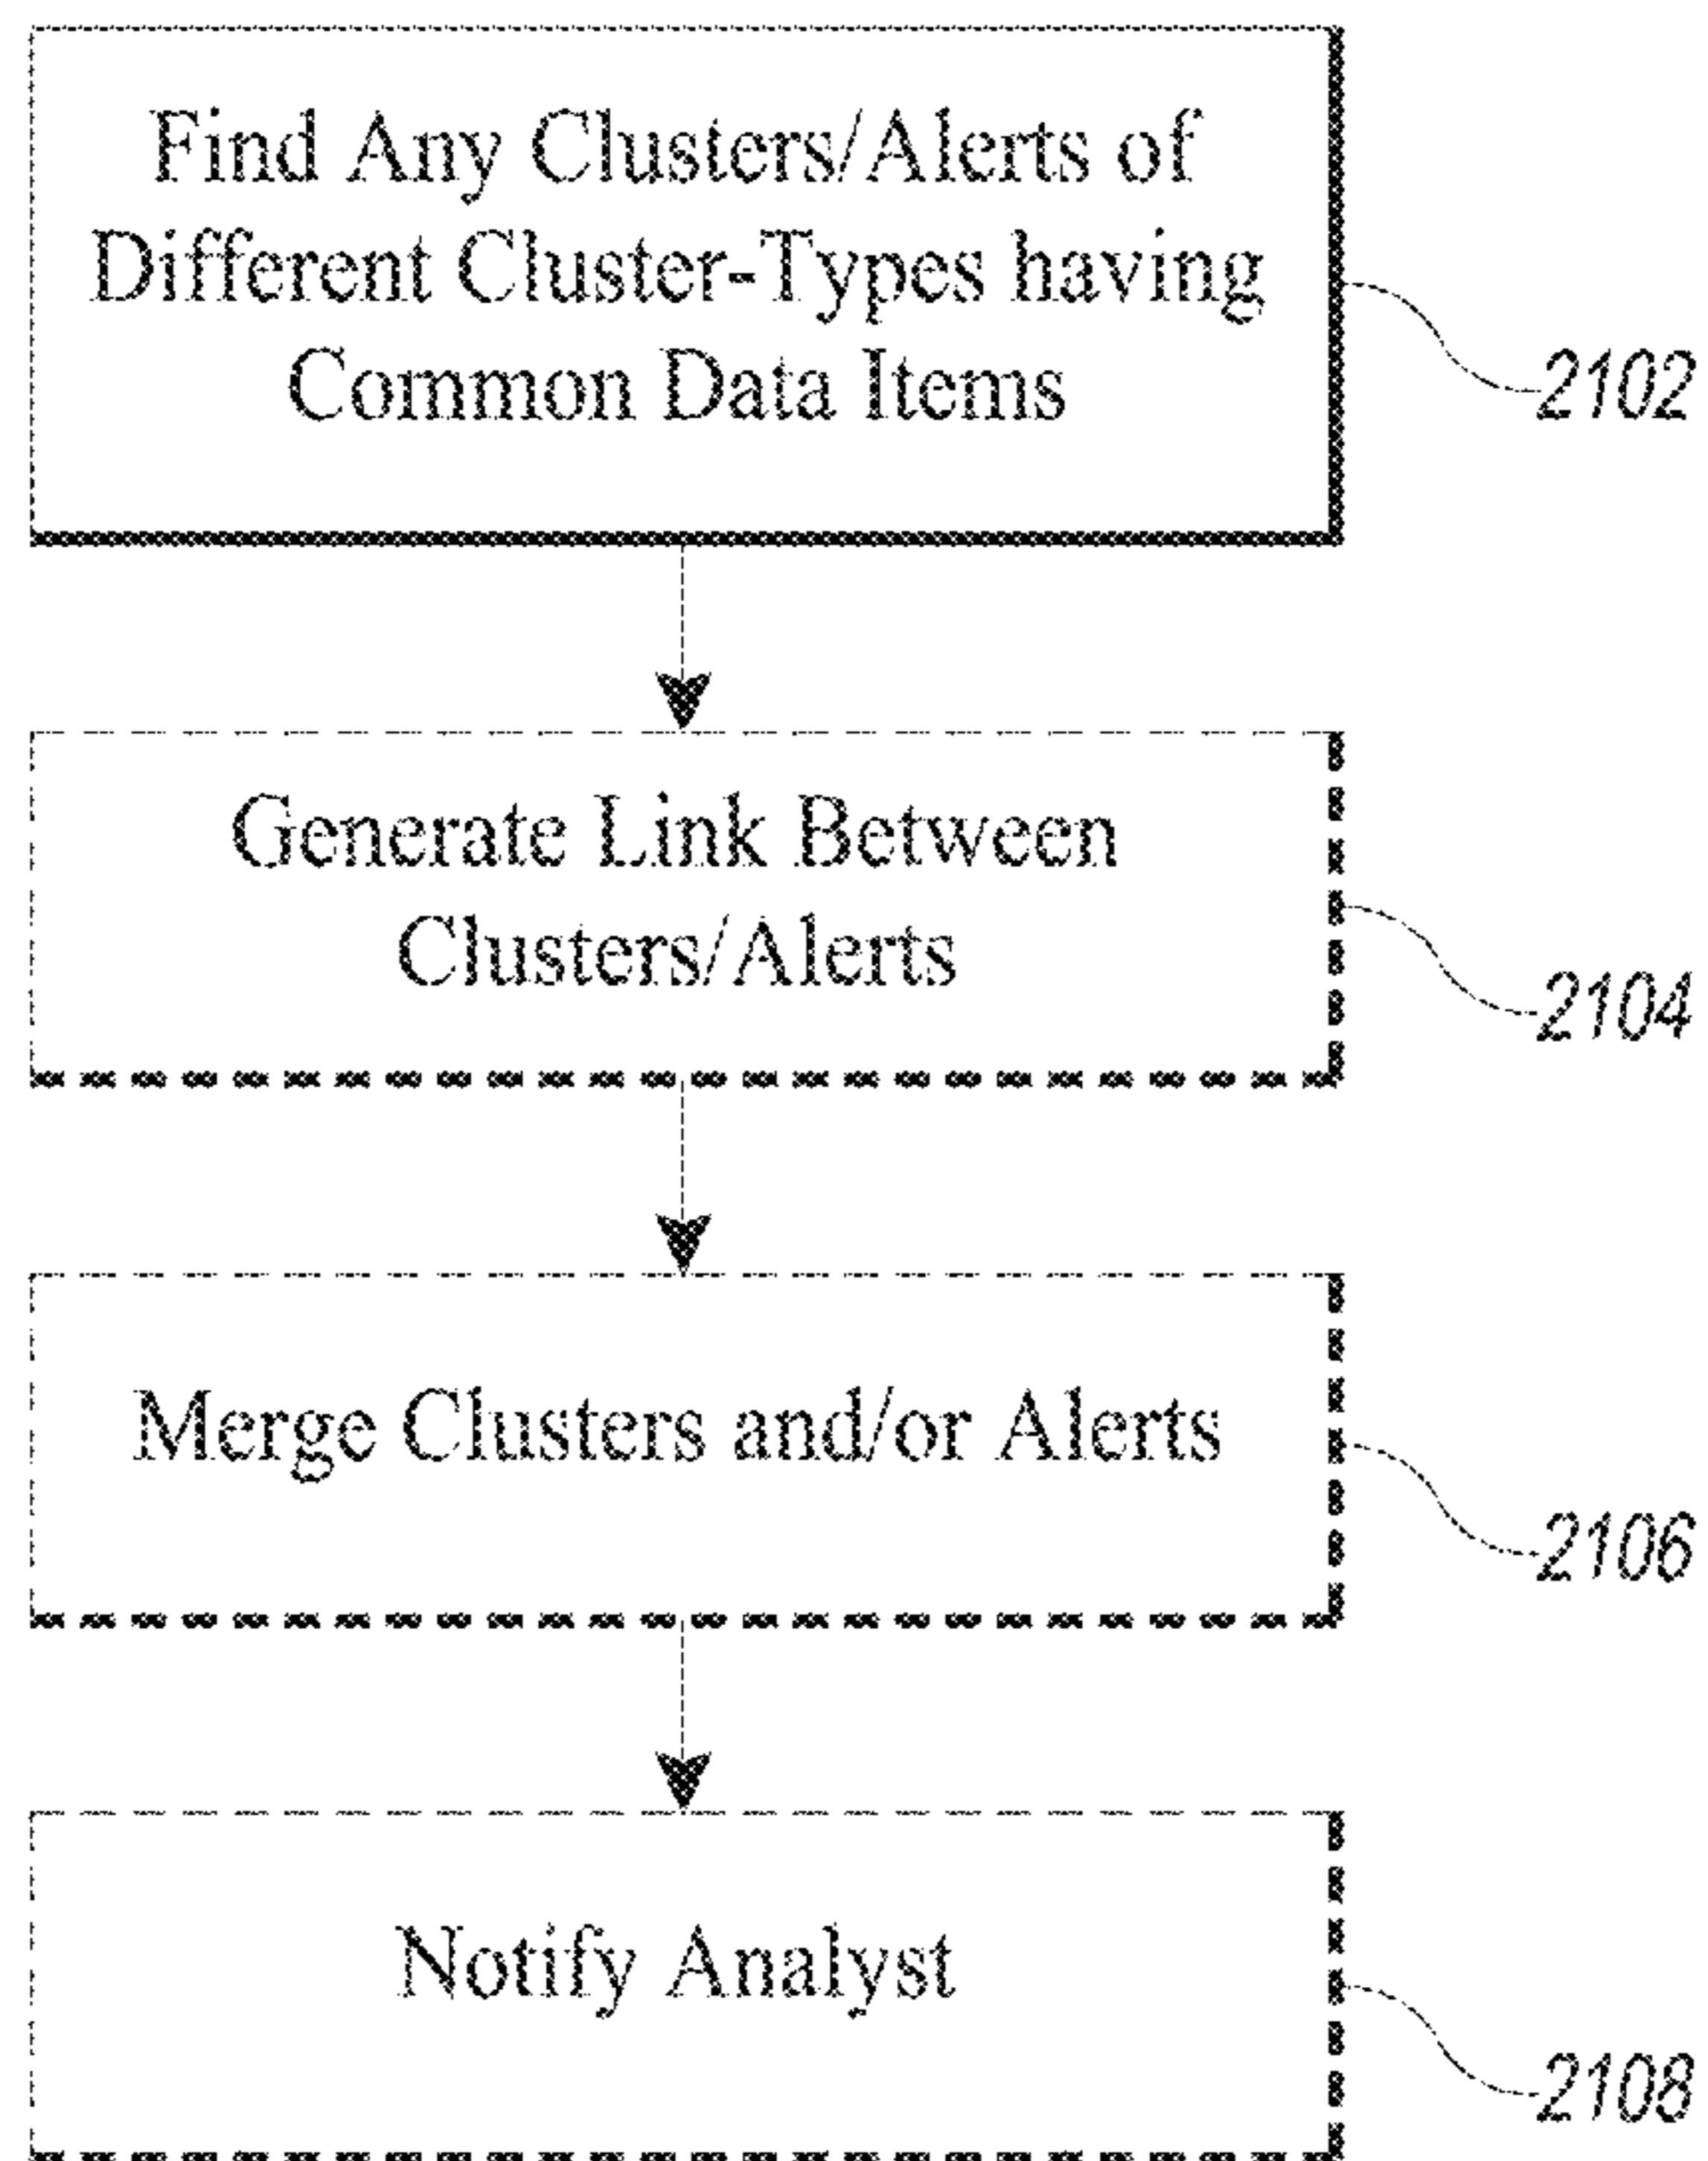 Find Any Clusters/Alerts of
Different Cluster-Types having
Common Data Items
2102
Generate Link Between
Clusters/Alerts
2104
Merge Clusters and/or Alerts
2106
Notify Analyst
2108